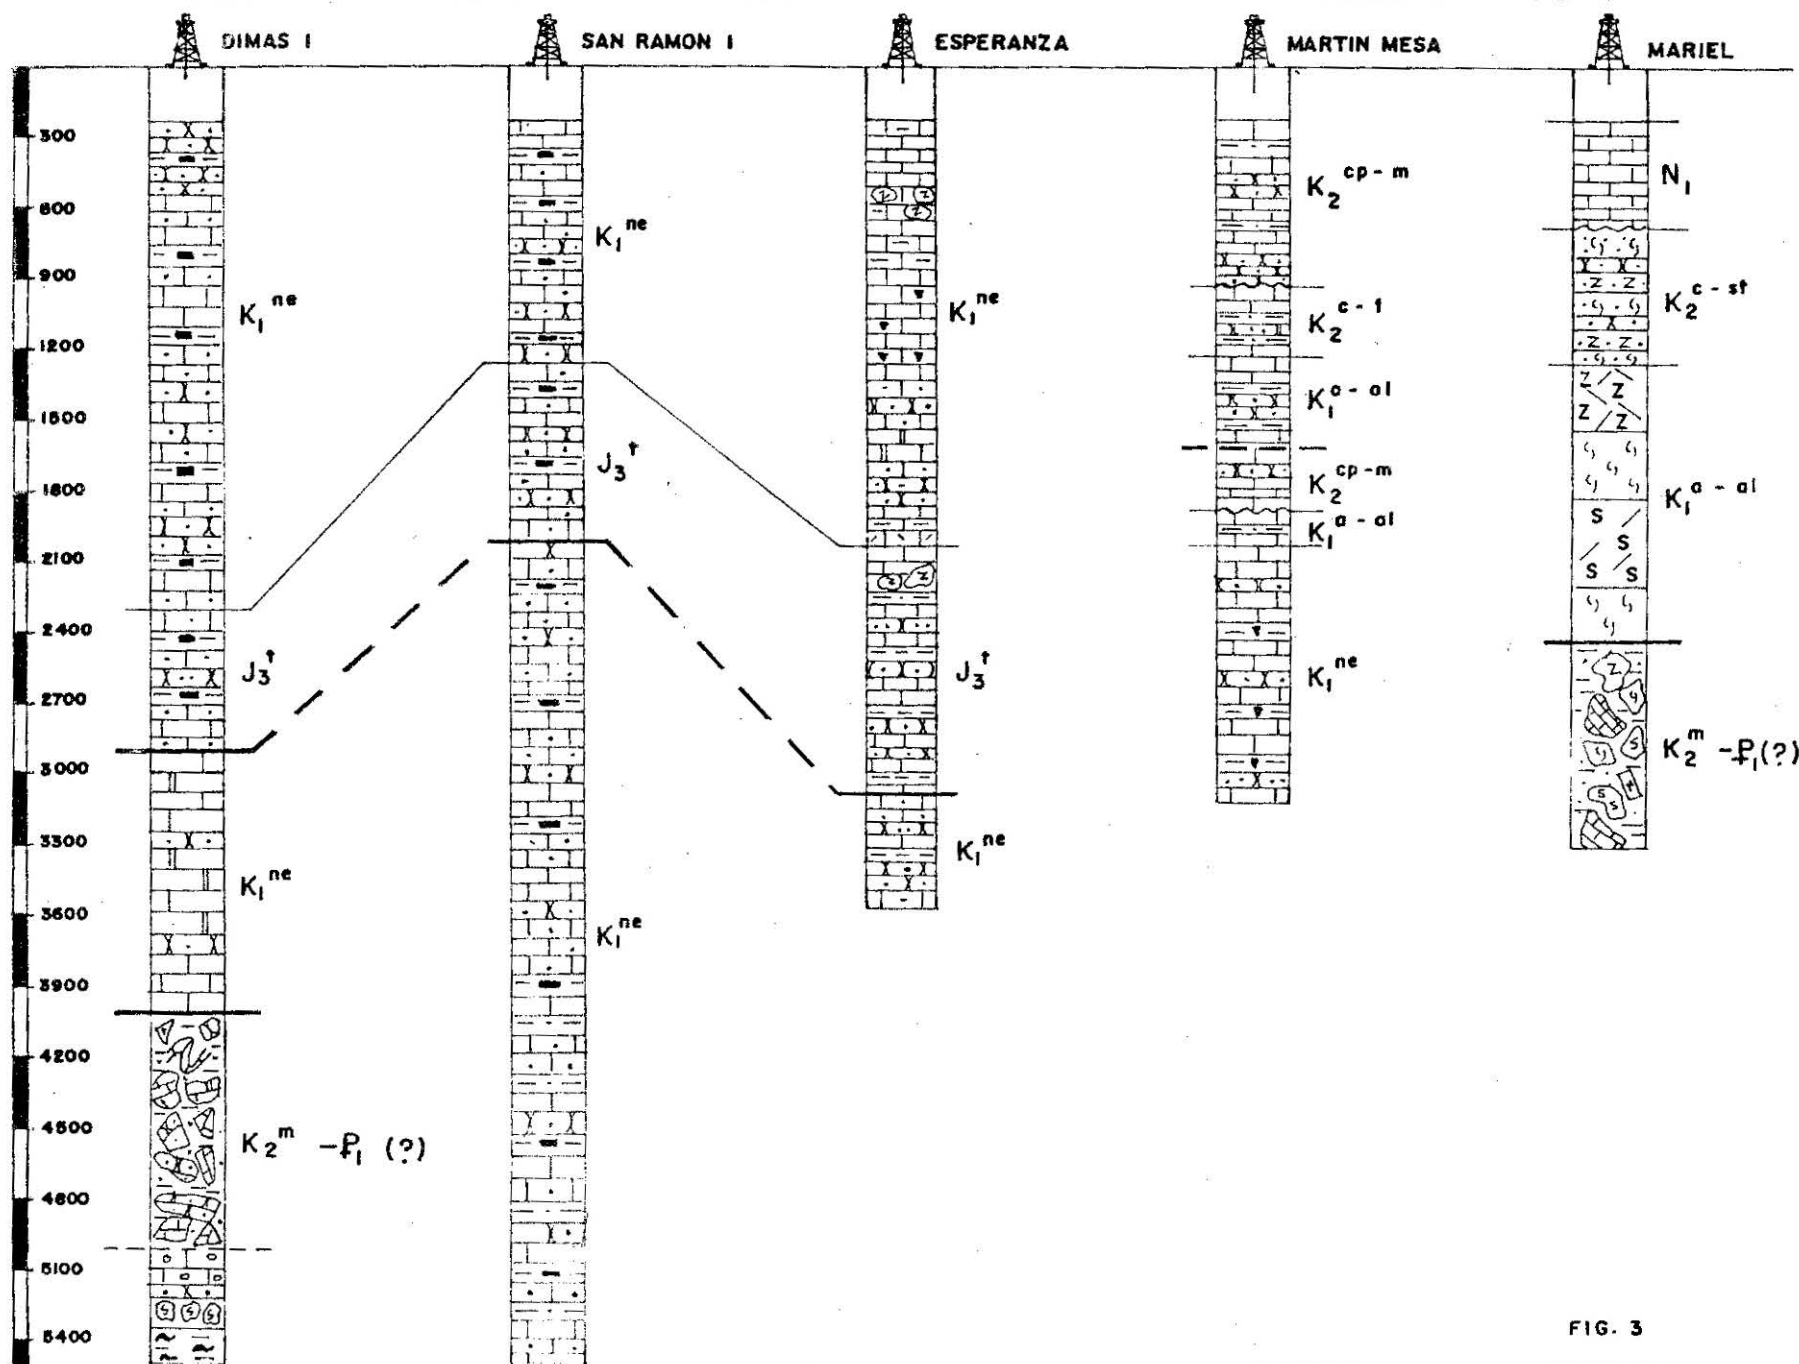 DIMAS I
SAN RAMON I
ESPERANZA
MARTIN MESA
MARIEL
300
600
900
1200
1500
1800
2100
2400
2700
3000
3300
3600
3900
4200
4500
4800
5100
5400
K₁ⁿᵉ
J₃ᵗ
K₁ⁿᵉ
K₂ᵐ -₽₁ (?)
K₁ⁿᵉ
J₃ᵗ
K₁ⁿᵉ
K₁ⁿᵉ
J₃ᵗ
K₁ⁿᵉ
K₂ᶜᵖ⁻ᵐ
K₂ᶜ⁻ᵗ
K₁ᵃ⁻ᵃˡ
K₂ᶜᵖ⁻ᵐ
K₁ᵃ⁻ᵃˡ
K₁ⁿᵉ
N₁
K₂ᶜ⁻ˢᵗ
K₁ᵃ⁻ᵃˡ
K₂ᵐ -₽₁(?)
FIG. 3